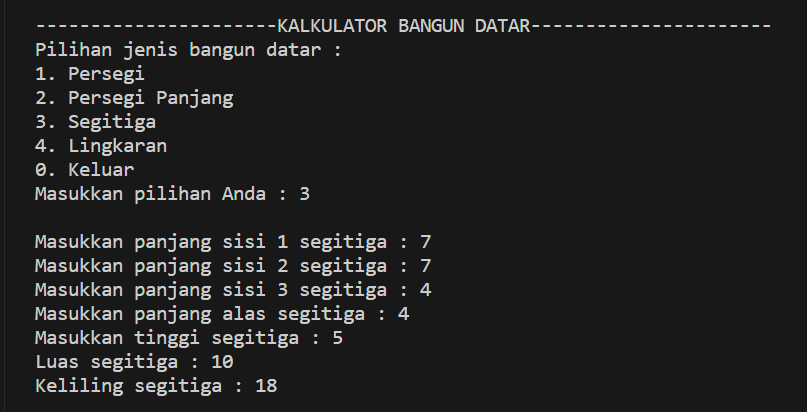 ----------------------KALKULATOR BANGUN DATAR----------------------
Pilihan jenis bangun datar :
1. Persegi
2. Persegi Panjang
3. Segitiga
4. Lingkaran
0. Keluar
Masukkan pilihan Anda : 3
Masukkan panjang sisi 1 segitiga : 7
Masukkan panjang sisi 2 segitiga : 7
Masukkan panjang sisi 3 segitiga : 4
Masukkan panjang alas segitiga : 4
Masukkan tinggi segitiga : 5
Luas segitiga : 10
Keliling segitiga : 18